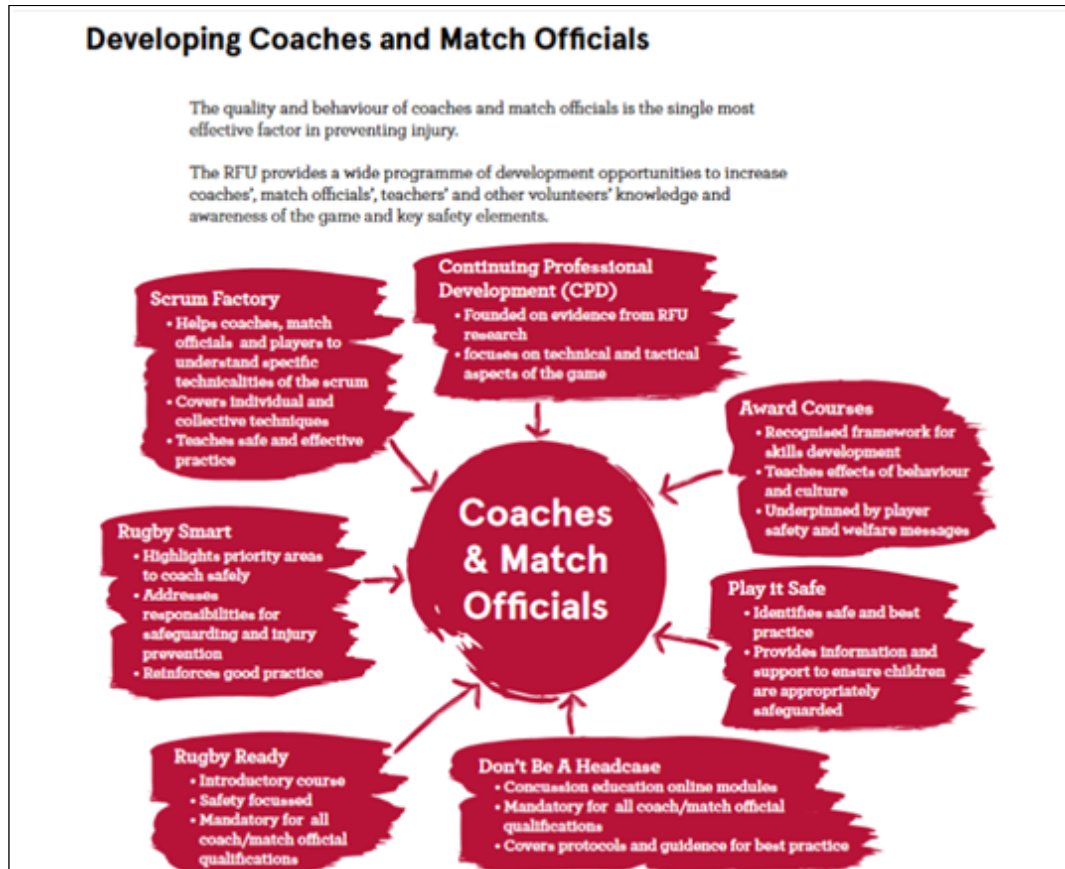 Developing Coaches and Match Officials
The quality and behaviour of coaches and match officials is the single most
effective factor in preventing injury.
The RFU provides a wide programme of development opportunities to increase
coaches', match officials', teachers' and other volunteers' knowledge and
awareness of the game and key safety elements.
Continuing Professional
Development (CPD)
• Founded on evidence from RFU
research
• focuses on technical and tactical
aspects of the game
Scrum Factory
• Helps coaches, match
officials and players to
understand specific
technicalities of the scrum
• Covers individual and
collective techniques
• Teaches safe and effective
practice
Award Courses
• Recognised framework for
skills development
• Teaches effects of behaviour
and culture
• Underpinned by player
safety and welfare messages
Coaches
& Match
Officials
Rugby Smart
• Highlights priority areas
to coach safely
• Addresses
responsibilities for
safeguarding and injury
prevention
• Reinforces good practice
Play it Safe
• Identifies safe and best
practice
• Provides information and
support to ensure children
are appropriately
safeguarded
Rugby Ready
• Introductory course
• Safety focussed
• Mandatory for all
coach/match official
qualifications
Don't Be A Headcase
• Concussion education online modules
• Mandatory for all coach/match official
qualifications
• Covers protocols and guidance for best practice